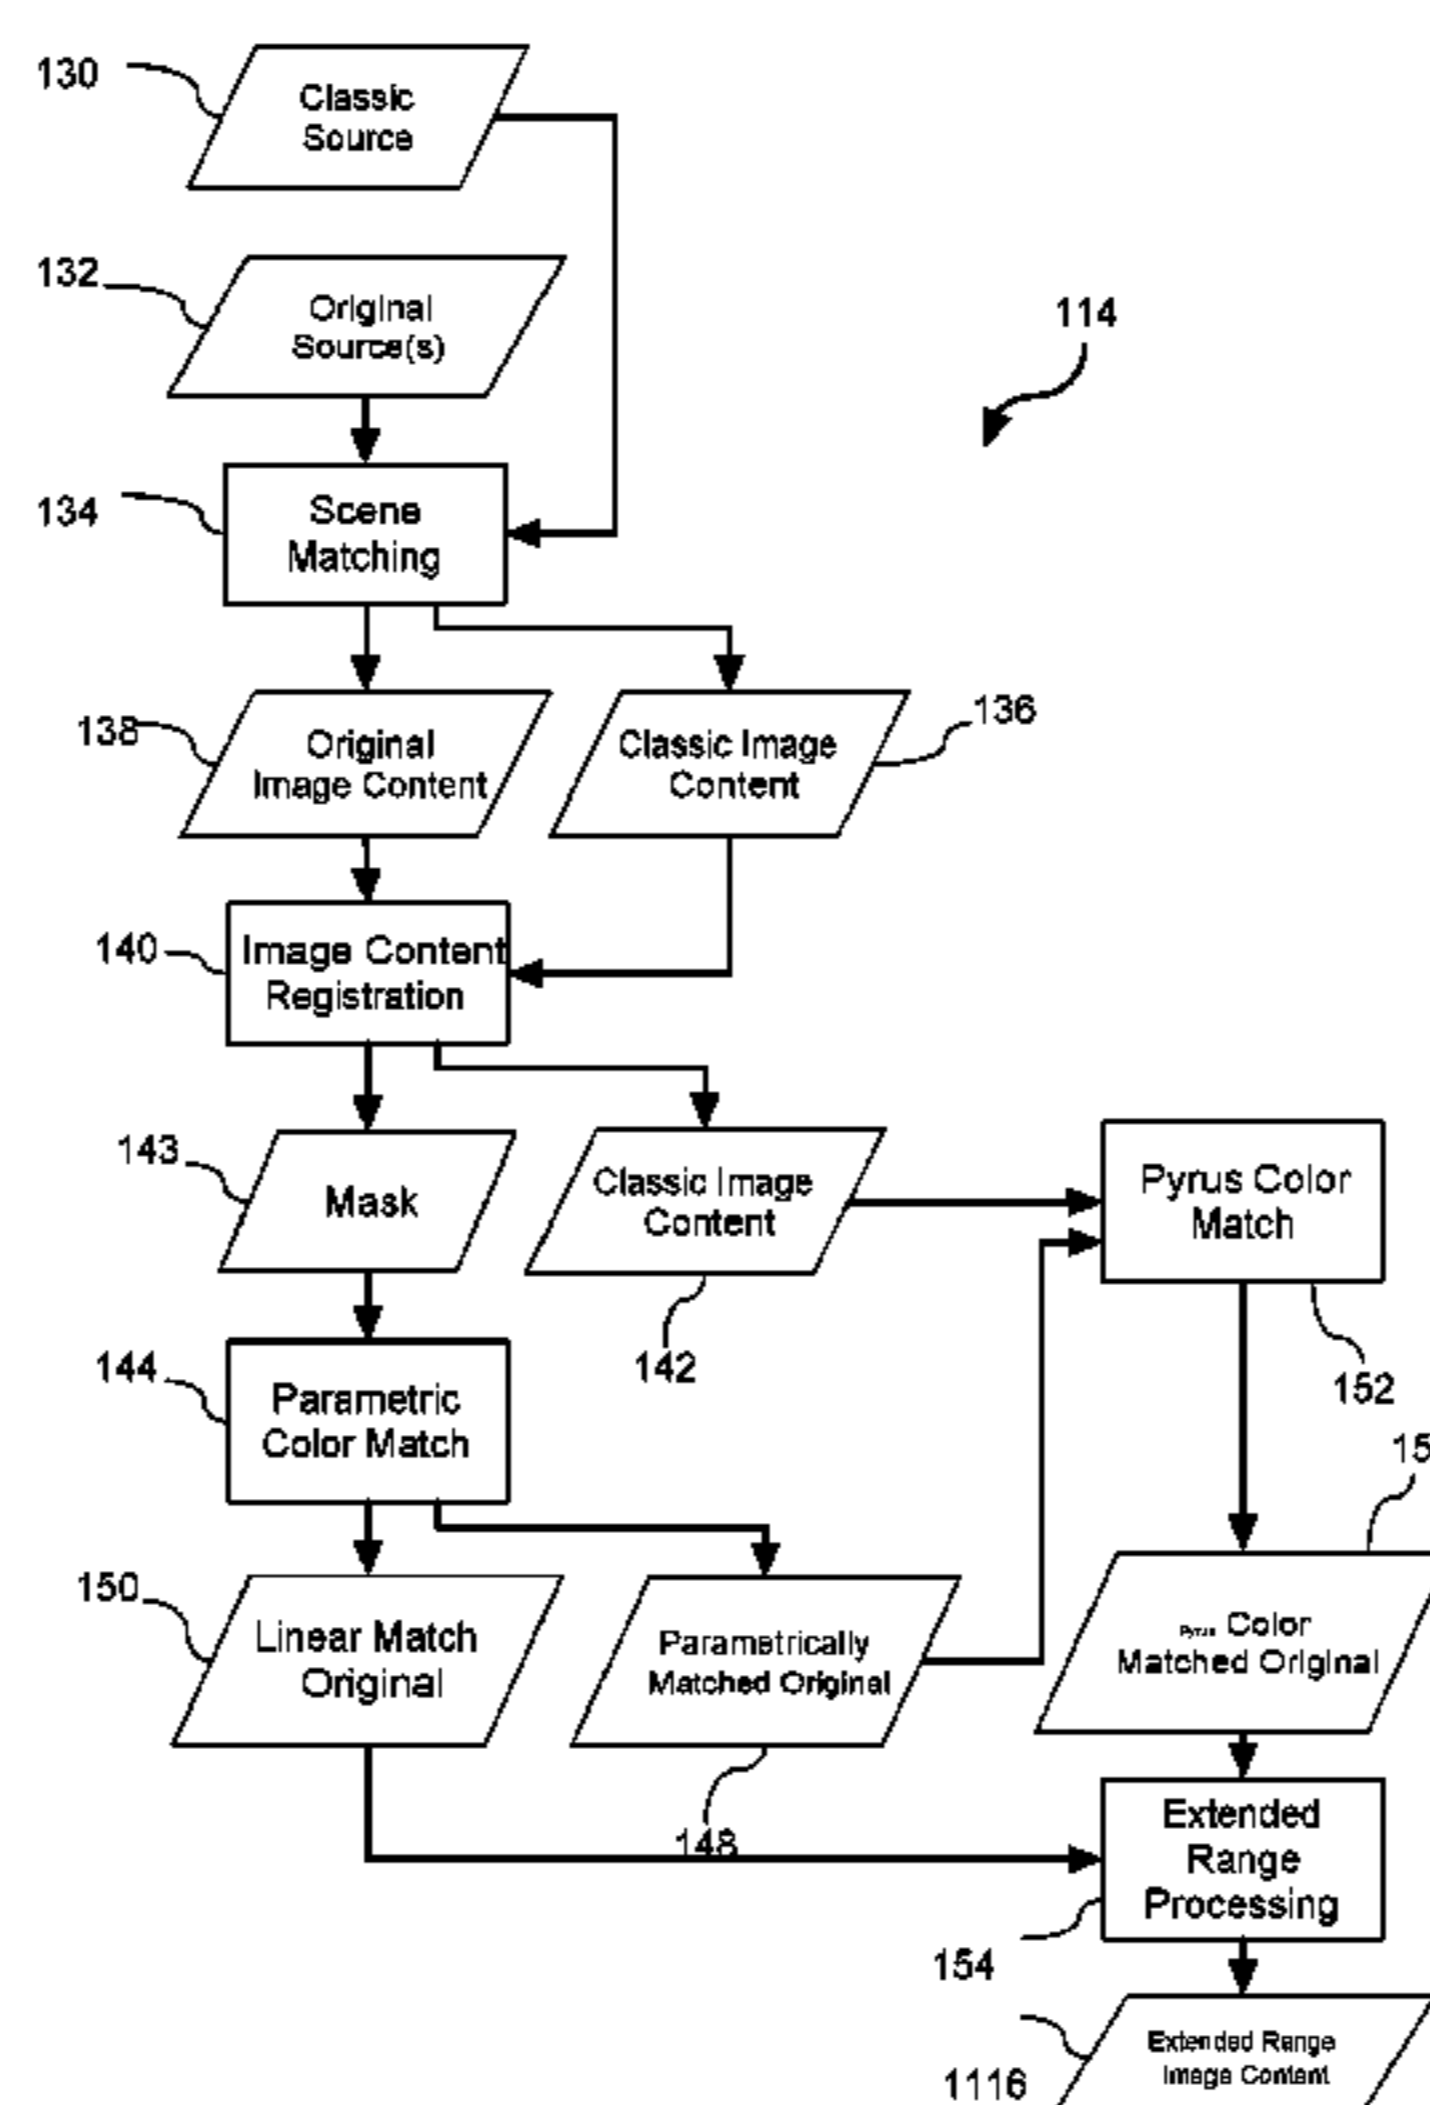 130
Classic
Source
132
Original
Source(s)
114
134
Scene
Matching
138
Original
Image Content
Classic Image
Content
136
140
Image Content
Registration
143
Mask
Classic Image
Content
142
Pyrus Color
Match
152
144
Parametric
Color Match
15
150
Linear Match
Original
Parametrically
Matched Original
148
Pyrus Color
Matched Original
Extended
Range
Processing
154
Extended Range
Image Content
1116